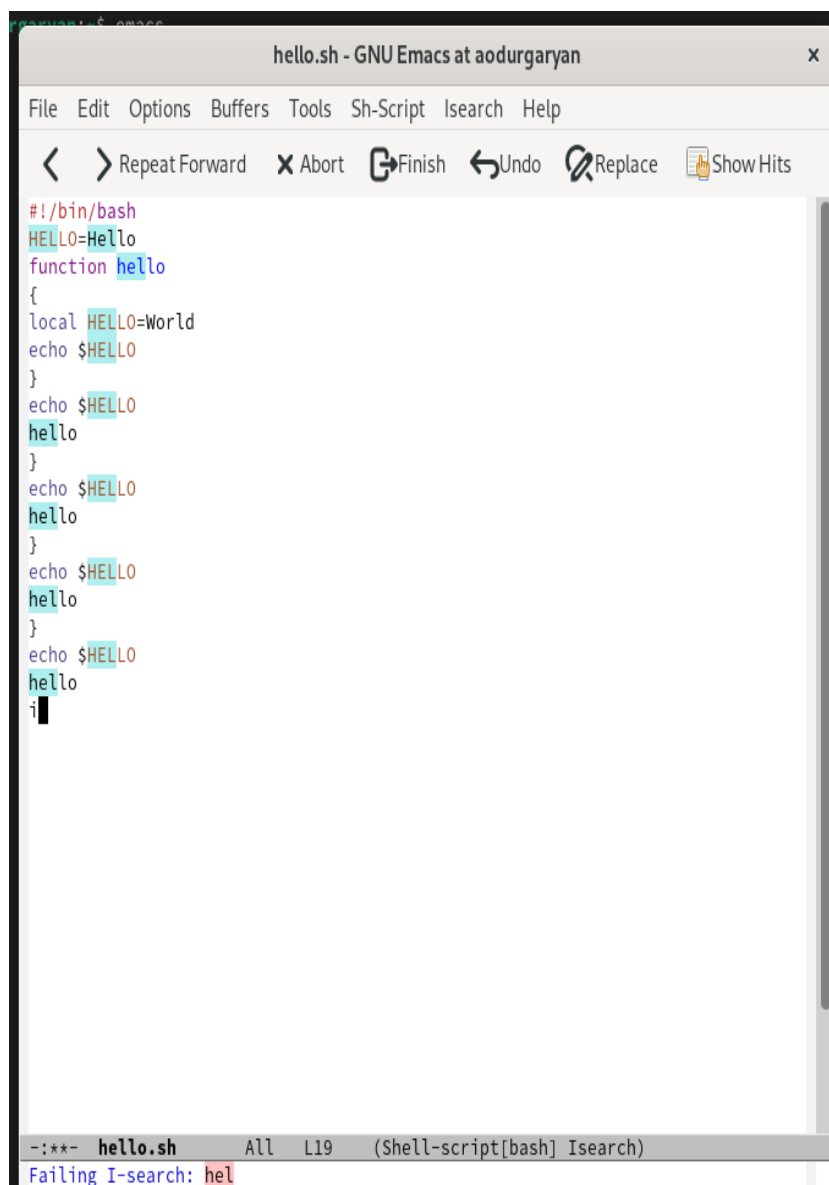 rgaryan:~$ emacs
hello.sh - GNU Emacs at aodurgaryan x
File Edit Options Buffers Tools Sh-Script Isearch Help
Repeat Forward Abort Finish Undo Replace Show Hits
#!/bin/bash
HELLO=Hello
function hello
{
local HELLO=World
echo $HELLO
}
echo $HELLO
hello
}
echo $HELLO
hello
}
echo $HELLO
hello
}
echo $HELLO
hello
i
-:**- hello.sh All L19 (Shell-script[bash] Isearch)
Failing I-search: hel